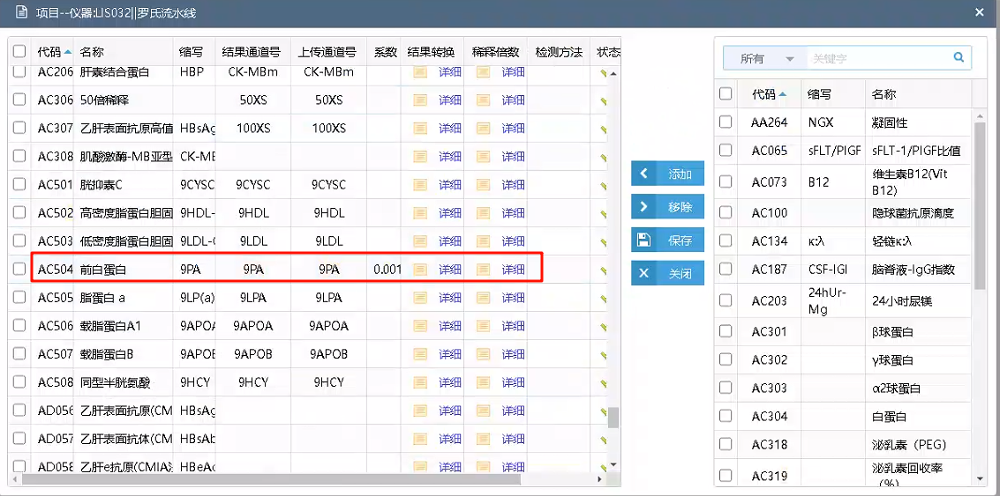 项目--仪器:LIS032||罗氏流水线
代码 名称 缩写 结果通道号 上传通道号 系数 结果转换 稀释倍数 检测方法 状态
AC206 肝素结合蛋白 HBP CK-MBm CK-MBm 详细 详细
AC306 50倍稀释 50XS 50XS 详细 详细
AC307 乙肝表面抗原高值 HBsAg 100XS 100XS 详细 详细
AC308 肌酸激酶-MB亚型 CK-MB 详细 详细
AC501 胱抑素C 9CYSC 9CYSC 9CYSC 详细 详细
AC502 高密度脂蛋白胆固 9HDL- 9HDL 9HDL 详细 详细
AC503 低密度脂蛋白胆固 9LDL-C 9LDL 9LDL 详细 详细
AC504 前白蛋白 9PA 9PA 9PA 0.001 详细 详细
AC505 脂蛋白 a 9LP(a) 9LPA 9LPA 详细 详细
AC506 载脂蛋白A1 9APOA 9APOA 9APOA 详细 详细
AC507 载脂蛋白B 9APOB 9APOB 9APOB 详细 详细
AC508 同型半胱氨酸 9HCY 9HCY 9HCY 详细 详细
AD056 乙肝表面抗原(CMI HBsAg 详细 详细
AD057 乙肝表面抗体(CM HBsAb 详细 详细
AD058 乙肝e抗原(CMIA HBeAg 详细 详细
添加
移除
保存
关闭
所有 关键字
代码 缩写 名称
AA264 NGX 凝固性
AC065 sFLT/PIGF sFLT-1/PIGF比值
AC073 B12 维生素B12(Vit
B12)
AC100 隐球菌抗原滴度
AC134 κ:λ 轻链κ:λ
AC187 CSF-IGI 脑脊液-IgG指数
AC203 24hUr-
Mg 24小时尿镁
AC301 β球蛋白
AC302 γ球蛋白
AC303 α2球蛋白
AC304 白蛋白
AC318 泌乳素（PEG）
AC319 泌乳素回收率
（%）